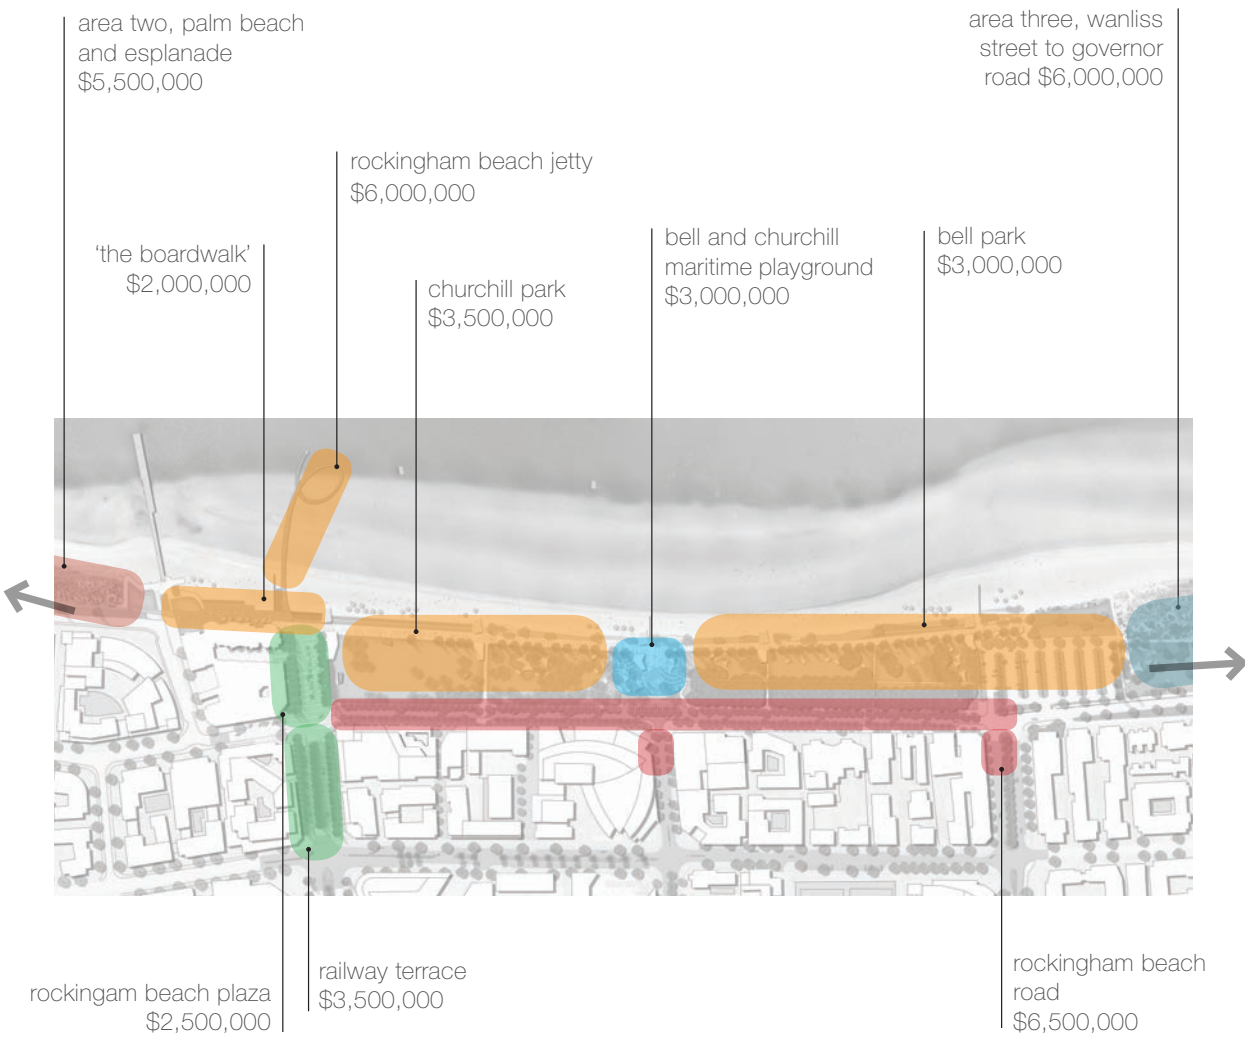 area two, palm beach
and esplanade
$5,500,000
area three, wanliss
street to governor
road $6,000,000
rockingham beach jetty
$6,000,000
'the boardwalk'
$2,000,000
churchill park
$3,500,000
bell and churchill
maritime playground
$3,000,000
bell park
$3,000,000
rockingam beach plaza
$2,500,000
railway terrace
$3,500,000
rockingham beach
road
$6,500,000